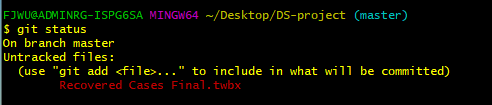 FJWU@ADMINRG-ISPG6SA MINGW64 ~/Desktop/DS-project (master)
$ git status
On branch master
Untracked files:
  (use "git add <file>..." to include in what will be committed)
        Recovered Cases Final.twbx